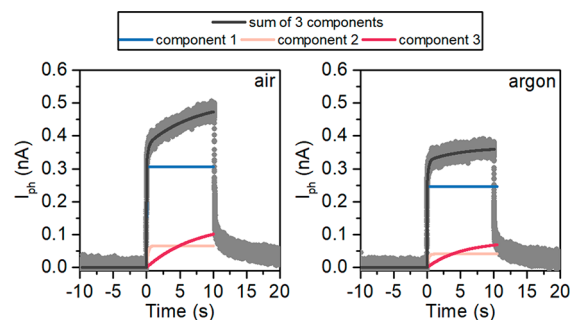 sum of 3 components
component 1 component 2 component 3
air
0.6
0.5
0.4
0.3
0.2
0.1
0.0
Iph (nA)
-10 -5 0 5 10 15 20
Time (s)
argon
0.6
0.5
0.4
0.3
0.2
0.1
0.0
Iph (nA)
-10 -5 0 5 10 15 20
Time (s)